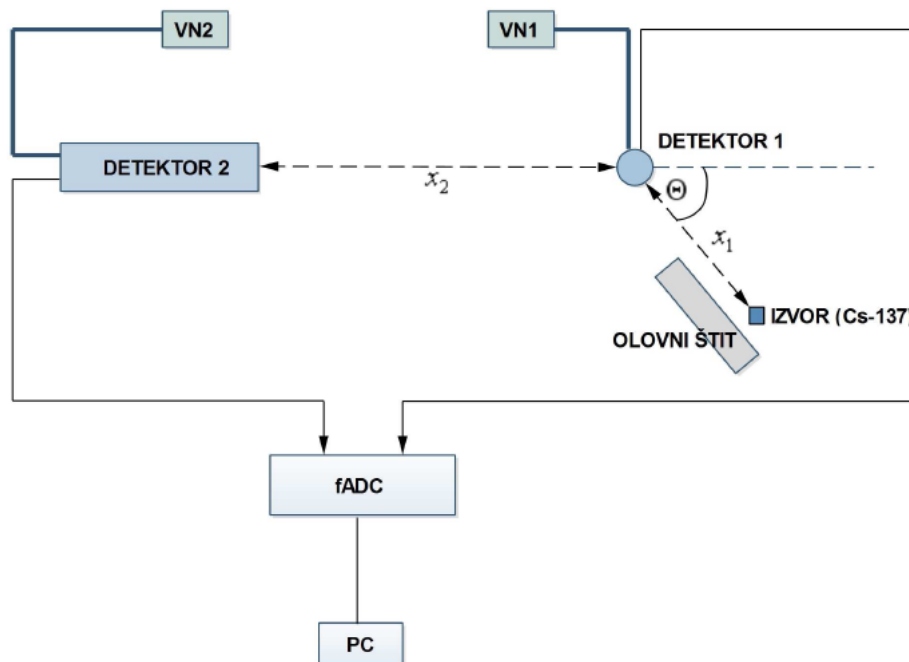 VN2
VN1
DETEKTOR 1
DETEKTOR 2
x₂
Θ
x₁
IZVOR (Cs-137)
OLOVNI ŠTIT
fADC
PC